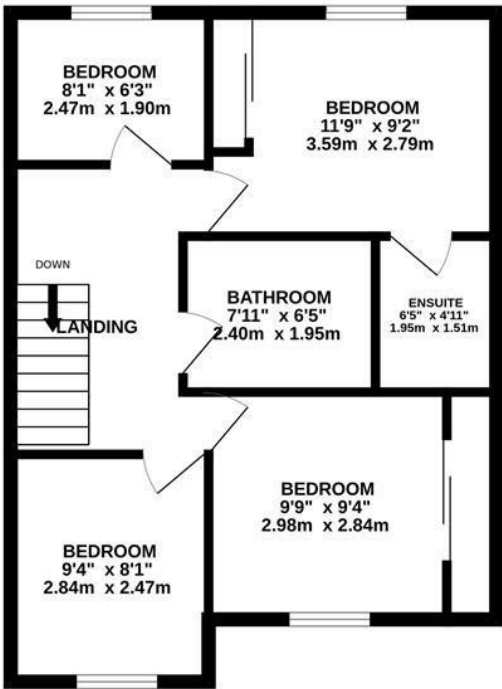 BEDROOM
8'1" x 6'3"
2.47m x 1.90m
BEDROOM
11'9" x 9'2"
3.59m x 2.79m
DOWN
LANDING
BATHROOM
7'11" x 6'5"
2.40m x 1.95m
ENSUITE
6'5" x 4'11"
1.95m x 1.51m
BEDROOM
9'9" x 9'4"
2.98m x 2.84m
BEDROOM
9'4" x 8'1"
2.84m x 2.47m